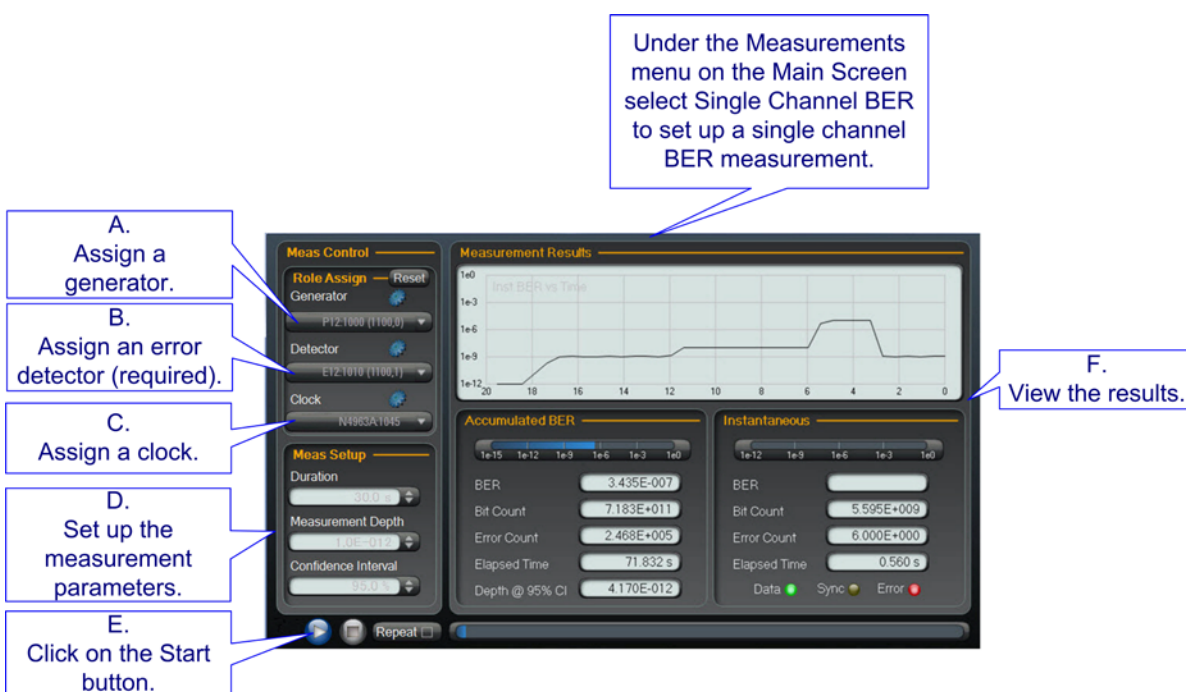 Under the Measurements
menu on the Main Screen
select Single Channel BER
to set up a single channel
BER measurement.
A.
Assign a
generator.
B.
Assign an error
detector (required).
C.
Assign a clock.
D.
Set up the
measurement
parameters.
E.
Click on the Start
button.
Meas Control
Role Assign
Reset
Generator
P12:1000 (1100,0)
Detector
E12:1010 (1100,1)
Clock
N4963A:1045
Meas Setup
Duration
30.0 s
Measurement Depth
1.0E-012
Confidence Interval
95.0 %
Repeat
Measurement Results
Inst BER vs Time
1e0
1e-3
1e-6
1e-9
1e-12
20 18 16 14 12 10 8 6 4 2 0
Accumulated BER
1e-15 1e-12 1e-9 1e-6 1e-3 1e0
BER 3.435E-007
Bit Count 7.183E+011
Error Count 2.468E+005
Elapsed Time 71.832 s
Depth @ 95% CI 4.170E-012
Instantaneous
1e-12 1e-9 1e-6 1e-3 1e0
BER
Bit Count 5.595E+009
Error Count 6.000E+000
Elapsed Time 0.560 s
Data Sync Error
F.
View the results.